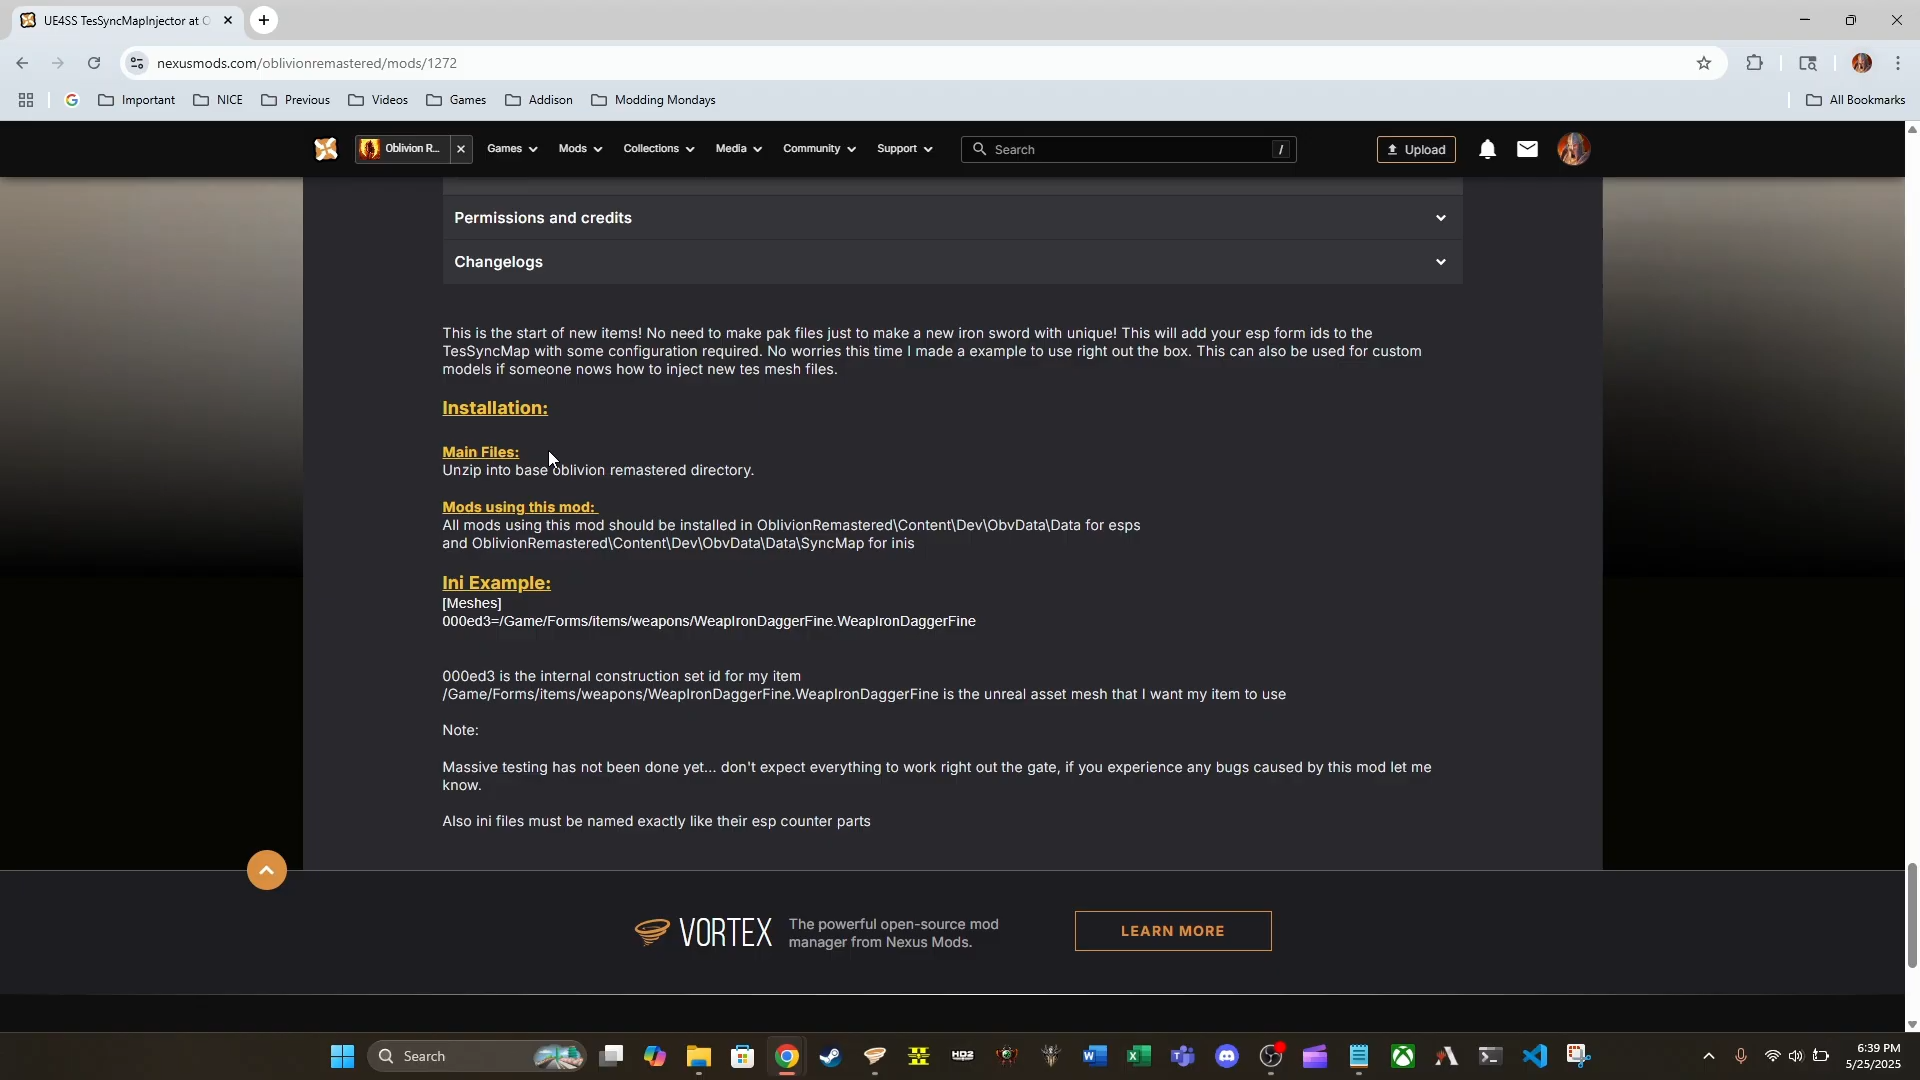 UE4SS TesSyncMapInjector at O
nexusmods.com/oblivionremastered/mods/1272
Important
NICE
Previous
Videos
Games
Addison
Modding Mondays
All Bookmarks
Oblivion R...
Games
Mods
Collections
Media
Community
Support
Search
/
Upload
Permissions and credits
Changelogs
This is the start of new items! No need to make pak files just to make a new iron sword with unique! This will add your esp form ids to the
TesSyncMap with some configuration required. No worries this time I made a example to use right out the box. This can also be used for custom
models if someone nows how to inject new tes mesh files.
Installation:
Main Files:
Unzip into base oblivion remastered directory.
Mods using this mod:
All mods using this mod should be installed in OblivionRemastered\Content\Dev\ObvData\Data for esps
and OblivionRemastered\Content\Dev\ObvData\Data\SyncMap for inis
Ini Example:
[Meshes]
000ed3=/Game/Forms/items/weapons/WeapIronDaggerFine.WeapIronDaggerFine
000ed3 is the internal construction set id for my item
/Game/Forms/items/weapons/WeapIronDaggerFine.WeapIronDaggerFine is the unreal asset mesh that I want my item to use
Note:
Massive testing has not been done yet... don't expect everything to work right out the gate, if you experience any bugs caused by this mod let me
know.
Also ini files must be named exactly like their esp counter parts
VORTEX
The powerful open-source mod
manager from Nexus Mods.
LEARN MORE
Search
HD2
6:39 PM
5/25/2025